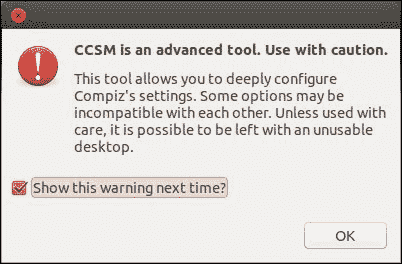 CCSM is an advanced tool. Use with caution.
This tool allows you to deeply configure
Compiz's settings. Some options may be
incompatible with each other. Unless used with
care, it is possible to be left with an unusable
desktop.
Show this warning next time?
OK